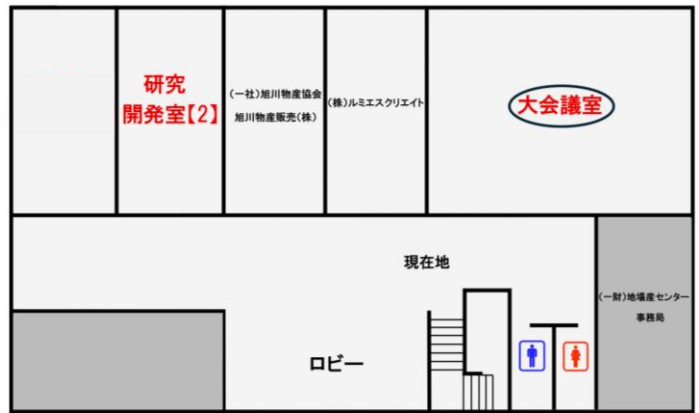 研究
開発室【2】
(一社)旭川物産協会
旭川物産販売(株)
(株)ルミエスクリエイト
大会議室
現在地
(一財)地場産センター
事務局
ロビー